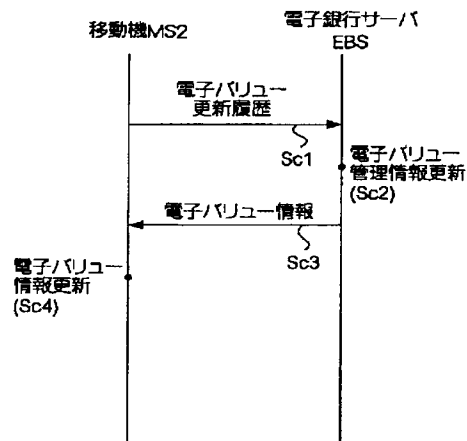 移動機MS2
電子銀行サーバ
EBS
電子バリュー
更新履歴
Sc1
電子バリュー
管理情報更新
(Sc2)
電子バリュー情報
Sc3
電子バリュー
情報更新
(Sc4)